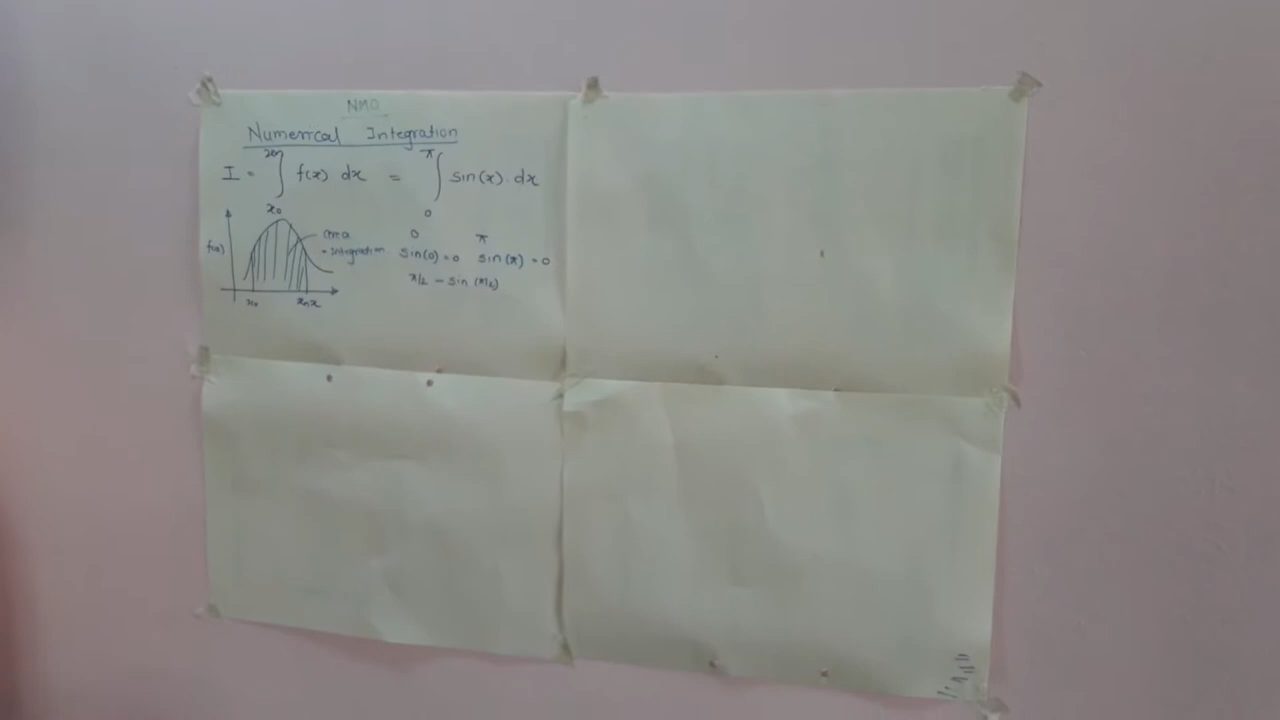 NMO
Numerical Integration
I = ∫ f(x) dx = ∫ sin(x) dx
xn π
x0 0
f(x) area 0 π
= Integration sin(0) = 0 sin(π) = 0
π/2 - sin (π/2)
x0 xn x